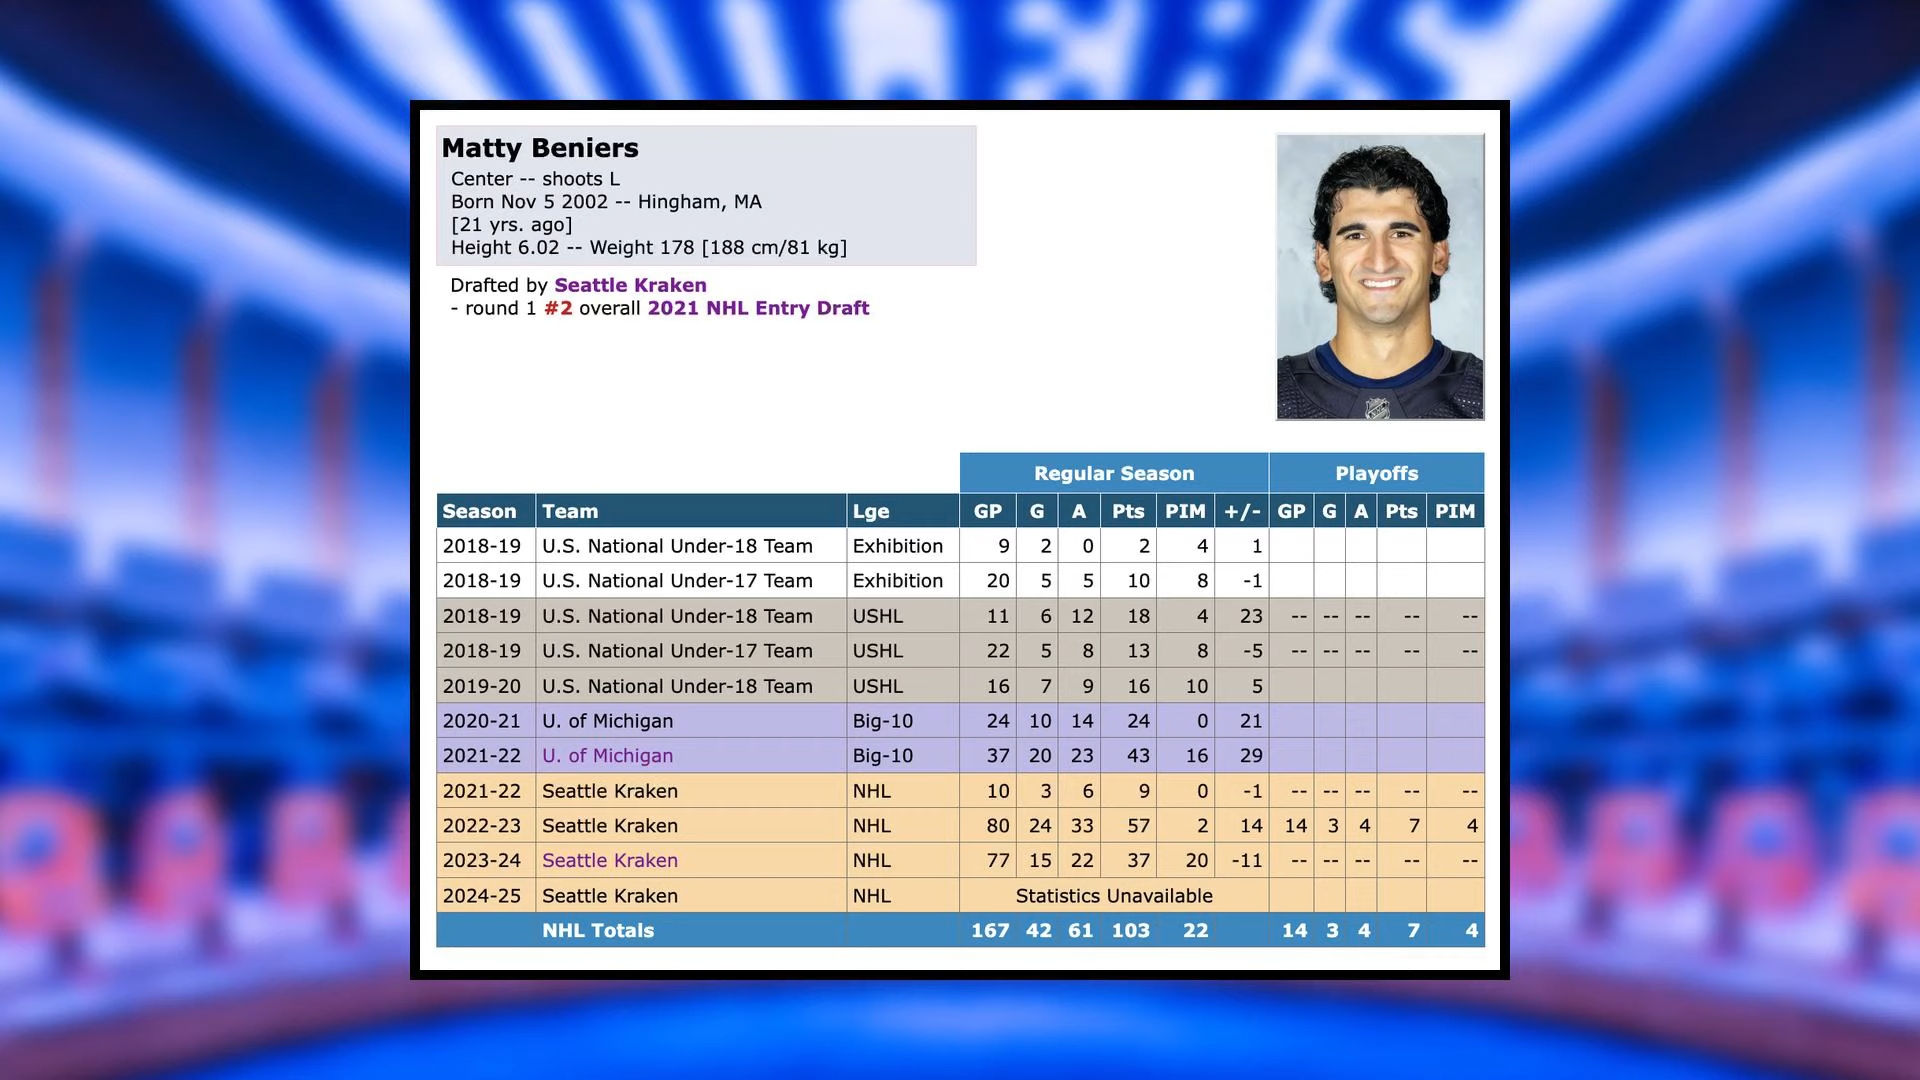 Matty Beniers
Center -- shoots L
Born Nov 5 2002 -- Hingham, MA
[21 yrs. ago]
Height 6.02 -- Weight 178 [188 cm/81 kg]
Drafted by Seattle Kraken
- round 1 #2 overall 2021 NHL Entry Draft
Regular Season Playoffs
Season Team Lge GP G A Pts PIM +/- GP G A Pts PIM
2018-19 U.S. National Under-18 Team Exhibition 9 2 0 2 4 1
2018-19 U.S. National Under-17 Team Exhibition 20 5 5 10 8 -1
2018-19 U.S. National Under-18 Team USHL 11 6 12 18 4 23 -- -- -- -- --
2018-19 U.S. National Under-17 Team USHL 22 5 8 13 8 -5 -- -- -- -- --
2019-20 U.S. National Under-18 Team USHL 16 7 9 16 10 5
2020-21 U. of Michigan Big-10 24 10 14 24 0 21
2021-22 U. of Michigan Big-10 37 20 23 43 16 29
2021-22 Seattle Kraken NHL 10 3 6 9 0 -1 -- -- -- -- --
2022-23 Seattle Kraken NHL 80 24 33 57 2 14 14 3 4 7 4
2023-24 Seattle Kraken NHL 77 15 22 37 20 -11 -- -- -- -- --
2024-25 Seattle Kraken NHL Statistics Unavailable
NHL Totals 167 42 61 103 22 14 3 4 7 4